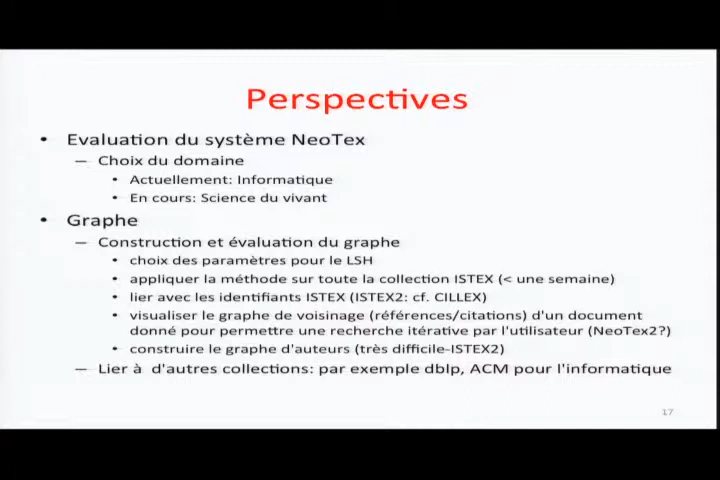 Perspectives
• Evaluation du système NeoTex
– Choix du domaine
• Actuellement: Informatique
• En cours: Science du vivant
• Graphe
– Construction et évaluation du graphe
• choix des paramètres pour le LSH
• appliquer la méthode sur toute la collection ISTEX (< une semaine)
• lier avec les identifiants ISTEX (ISTEX2: cf. CILLEX)
• visualiser le graphe de voisinage (références/citations) d'un document
donné pour permettre une recherche itérative par l'utilisateur (NeoTex2?)
• construire le graphe d'auteurs (très difficile-ISTEX2)
– Lier à d'autres collections: par exemple dblp, ACM pour l'informatique
17